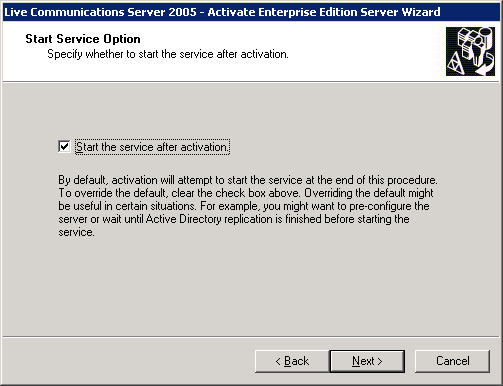 Live Communications Server 2005 - Activate Enterprise Edition Server Wizard
Start Service Option
Specify whether to start the service after activation.
Start the service after activation.
By default, activation will attempt to start the service at the end of this procedure.
To override the default, clear the check box above. Overriding the default might
be useful in certain situations. For example, you might want to pre-configure the
server or wait until Active Directory replication is finished before starting the
service.
< Back
Next >
Cancel